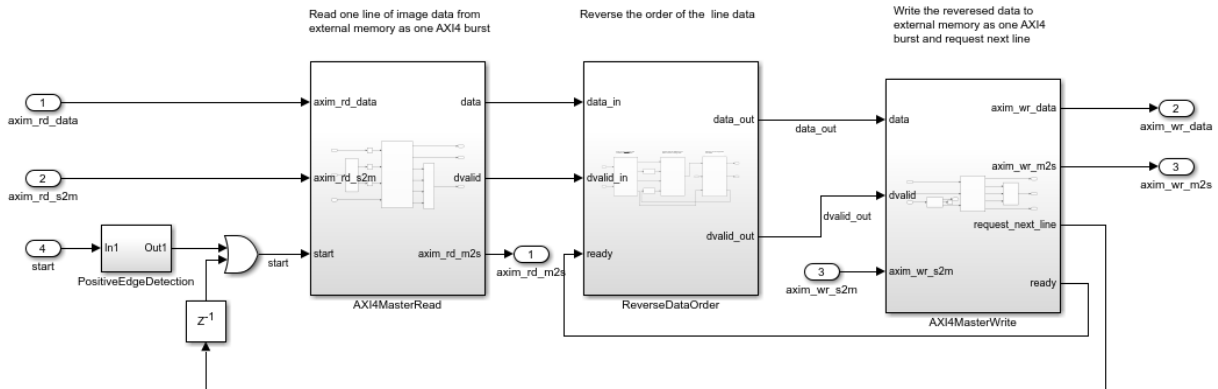 Read one line of image data from
external memory as one AXI4 burst
Reverse the order of the line data
Write the reveresed data to
external memory as one AXI4
burst and request next line
1
axim_rd_data
2
axim_rd_s2m
4
start
In1
Out1
PositiveEdgeDetection
start
Z-1
axim_rd_data
axim_rd_s2m
start
data
dvalid
axim_rd_m2s
AXI4MasterRead
1
axim_rd_m2s
data_in
dvalid_in
ready
data_out
dvalid_out
ReverseDataOrder
data_out
dvalid_out
3
axim_wr_s2m
data
dvalid
axim_wr_s2m
axim_wr_data
axim_wr_m2s
request_next_line
ready
AXI4MasterWrite
2
axim_wr_data
3
axim_wr_m2s